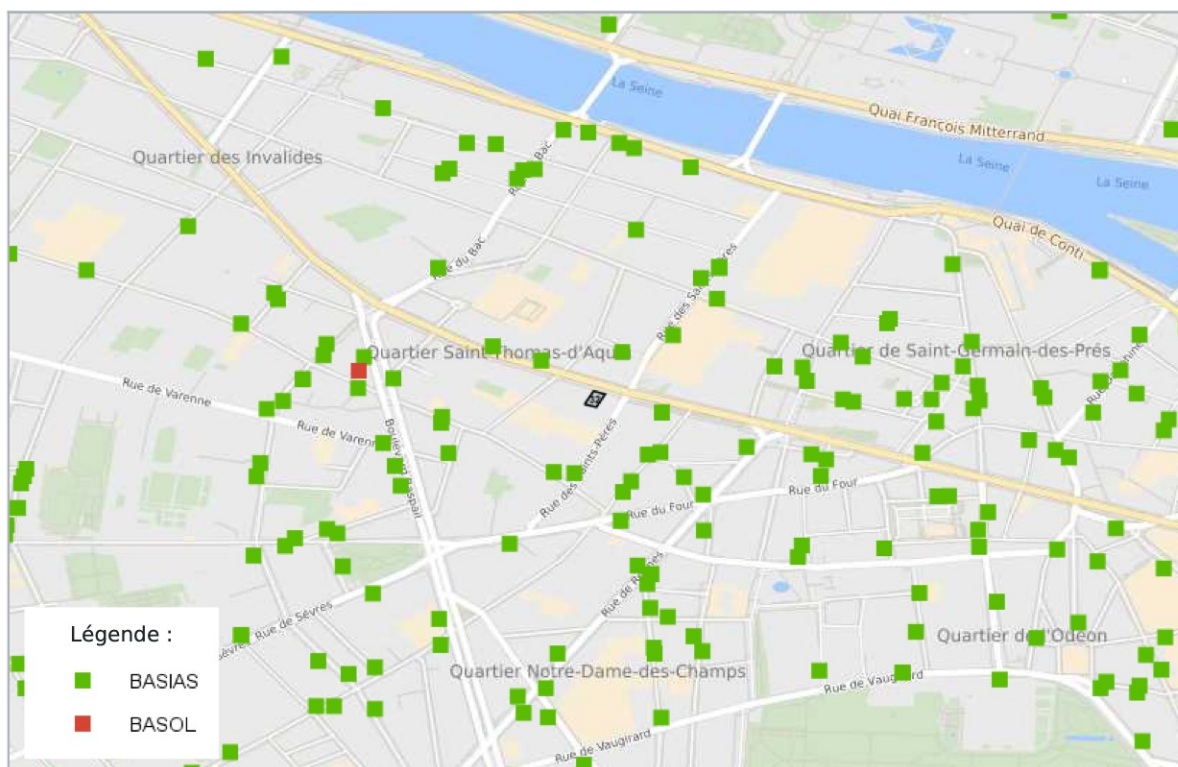 La Seine
Quai François Mitterrand
La Seine
La Seine
Quartier des Invalides
Rue du Bac
Quai de Conti
Rue du Bac
Rue des Saints-Pères
Quartier Saint-Thomas-d'Aquin
Quartier de Saint-Germain-des-Prés
Rue de Varenne
Rue de Varenne
Boulevard Raspail
Rue des Saints-Pères
Rue du Four
Rue du Four
Rue de Rennes
Rue de Sèvres
Sèvres
Quartier de l'Odéon
Quartier Notre-Dame-des-Champs
Rue de Vaugirard
Rue de Vaugirard
Légende :
BASIAS
BASOL